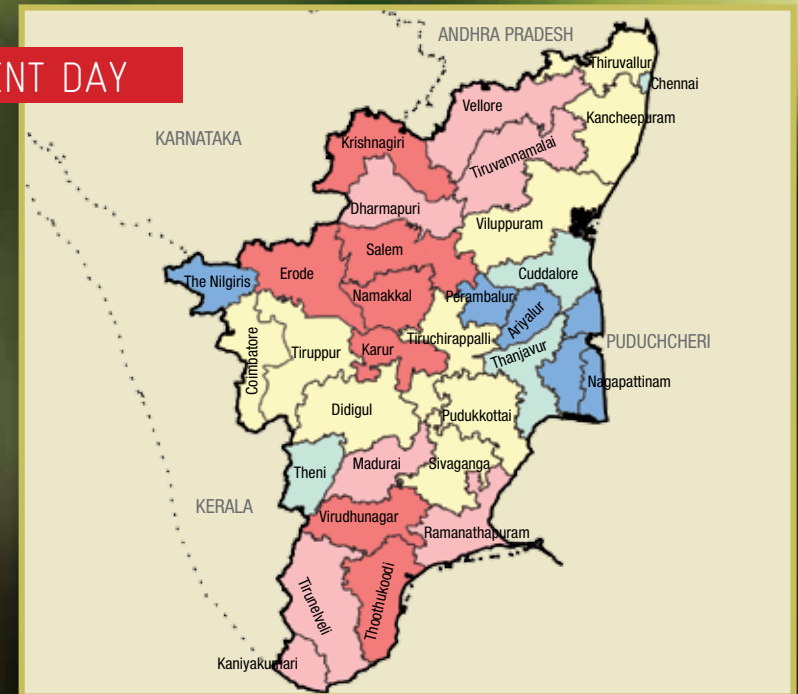 ENT DAY
ANDHRA PRADESH
Thiruvallur
Chennai
Vellore
Kancheepuram
KARNATAKA
Krishnagiri
Tiruvannamalai
Dharmapuri
Viluppuram
Salem
Cuddalore
The Nilgiris
Erode
Namakkal
Perambalur
Ariyalur
Tiruchirappalli
PUDUCHCHERI
Coimbatore
Tiruppur
Karur
Thanjavur
Nagapattinam
Didigul
Pudukkottai
Theni
Madurai
Sivaganga
KERALA
Virudhunagar
Ramanathapuram
Tirunelveli
Thoothukoodi
Kaniyakumari